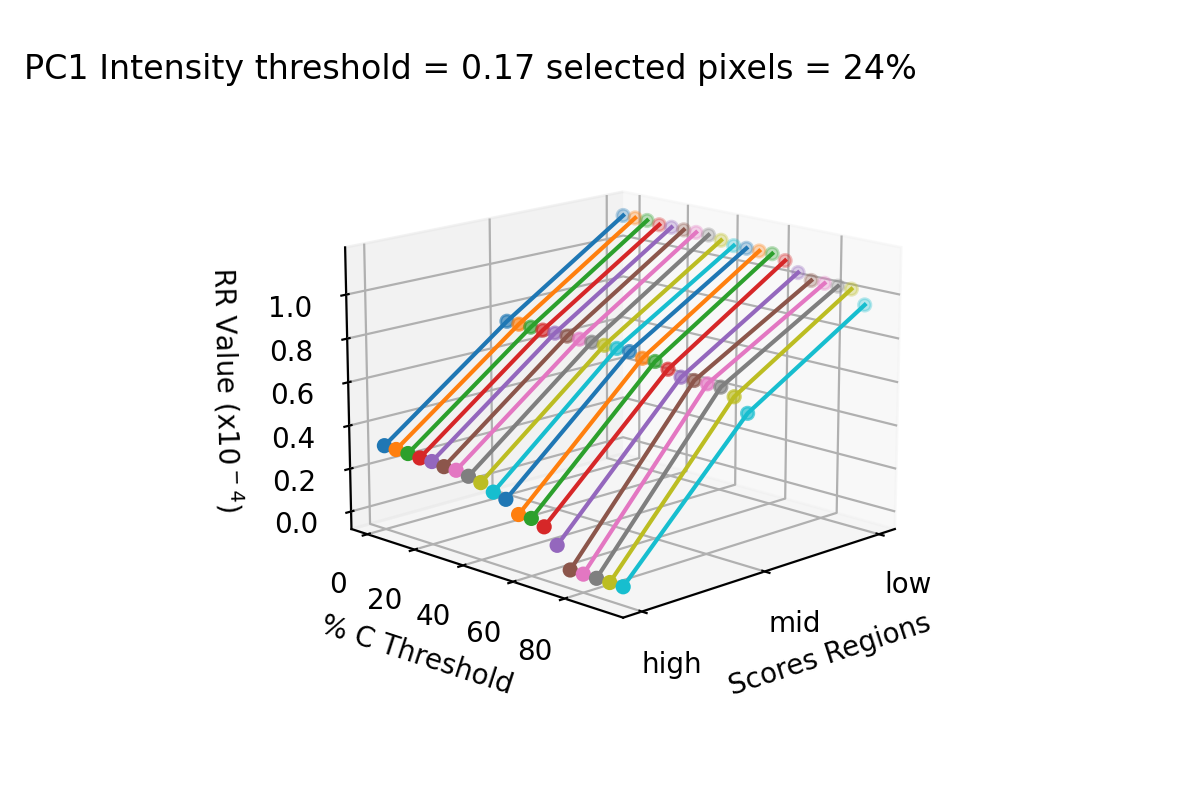 PC1 Intensity threshold = 0.17 selected pixels = 24%
RR Value (x10⁻⁴)
1.0
0.8
0.6
0.4
0.2
0.0
0
20
40
60
80
% C Threshold
high
mid
low
Scores Regions